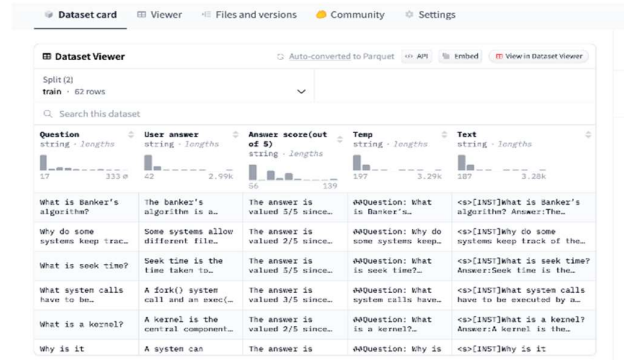 Dataset card
Viewer
Files and versions
Community
Settings
Dataset Viewer
Auto-converted to Parquet
API
Embed
View in Dataset Viewer
Split (2)
train · 62 rows
Search this dataset
Question
string · lengths
17 333
User answer
string · lengths
42 2.99k
Answer score(out of 5)
string · lengths
56 139
Temp
string · lengths
197 3.29k
Text
string · lengths
187 3.28k
What is Banker's algorithm?
The banker's algorithm is a…
The answer is valued 5/5 since…
##Question: What is Banker's…
<s>[INST]What is Banker's algorithm? Answer:The…
Why do some systems keep trac…
Some systems allow different file…
The answer is valued 2/5 since…
##Question: Why do some systems keep…
<s>[INST]Why do some systems keep track of the…
What is seek time?
Seek time is the time taken to…
The answer is valued 5/5 since…
##Question: What is seek time?…
<s>[INST]What is seek time? Answer:Seek time is the…
What system calls have to be…
A fork() system call and an exec(…
The answer is valued 3/5 since…
##Question: What system calls have…
<s>[INST]What system calls have to be executed by a…
What is a kernel?
A kernel is the central component…
The answer is valued 2/5 since…
##Question: What is a kernel?…
<s>[INST]What is a kernel? Answer:A kernel is the…
Why is it
A system can
The answer is
##Question: Why is
<s>[INST]Why is it